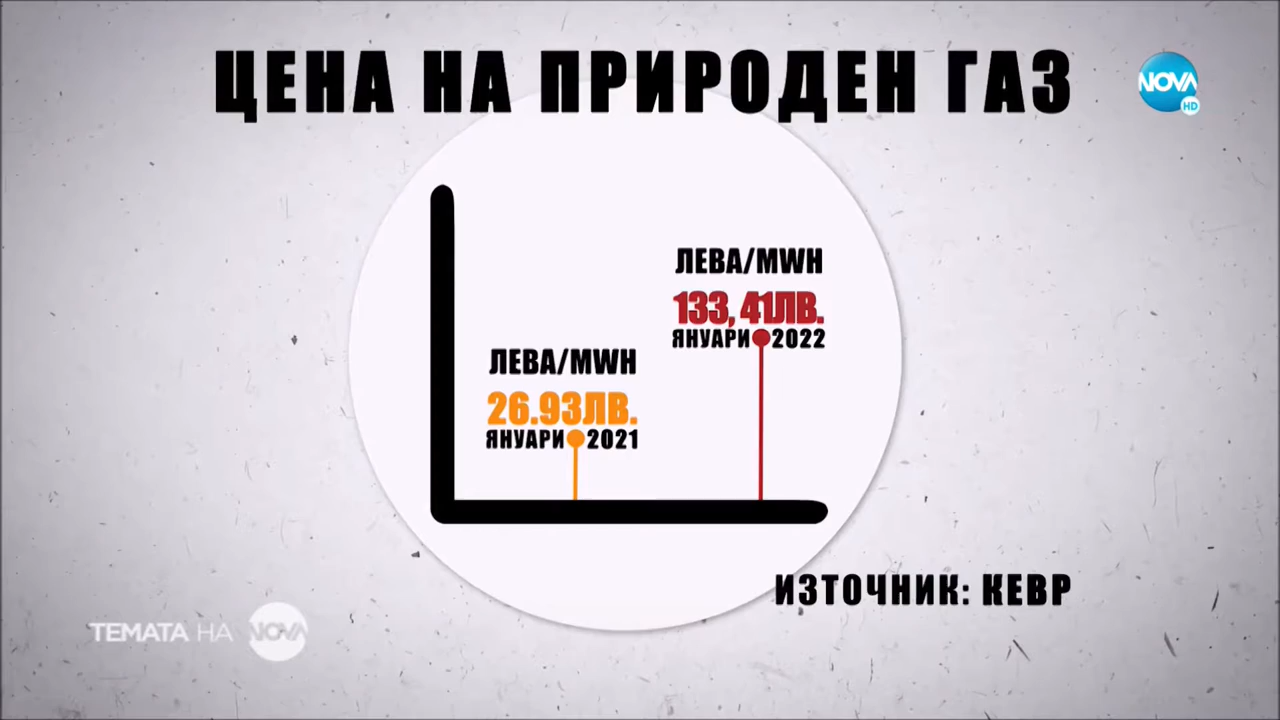 ЦЕНА НА ПРИРОДЕН ГАЗ
NOVA
HD
ЛЕВА/MWH
133, 41ЛВ.
ЯНУАРИ 2022
ЛЕВА/MWH
26.93ЛВ.
ЯНУАРИ 2021
ИЗТОЧНИК: КЕВР
ТЕМАТА НА NOVA